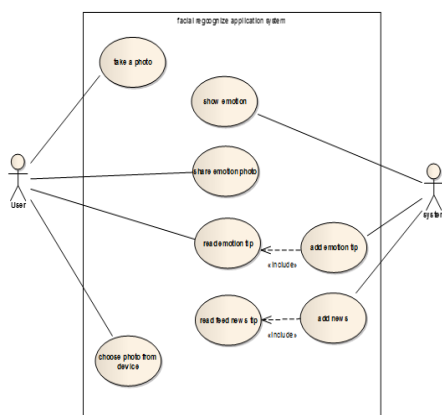 facial regcognize application system
take a photo
show emotion
share emotion photo
User
system
read emotion tip
add emotion tip
«include»
read feed news tip
add news
«include»
choose photo from
device